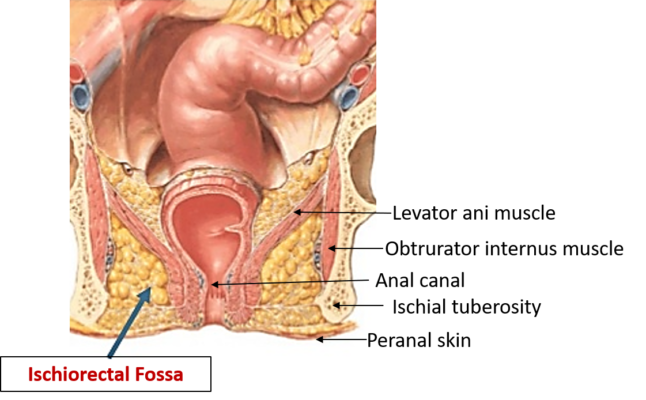 Levator ani muscle
Obtrurator internus muscle
Anal canal
Ischial tuberosity
Peranal skin
Ischiorectal Fossa